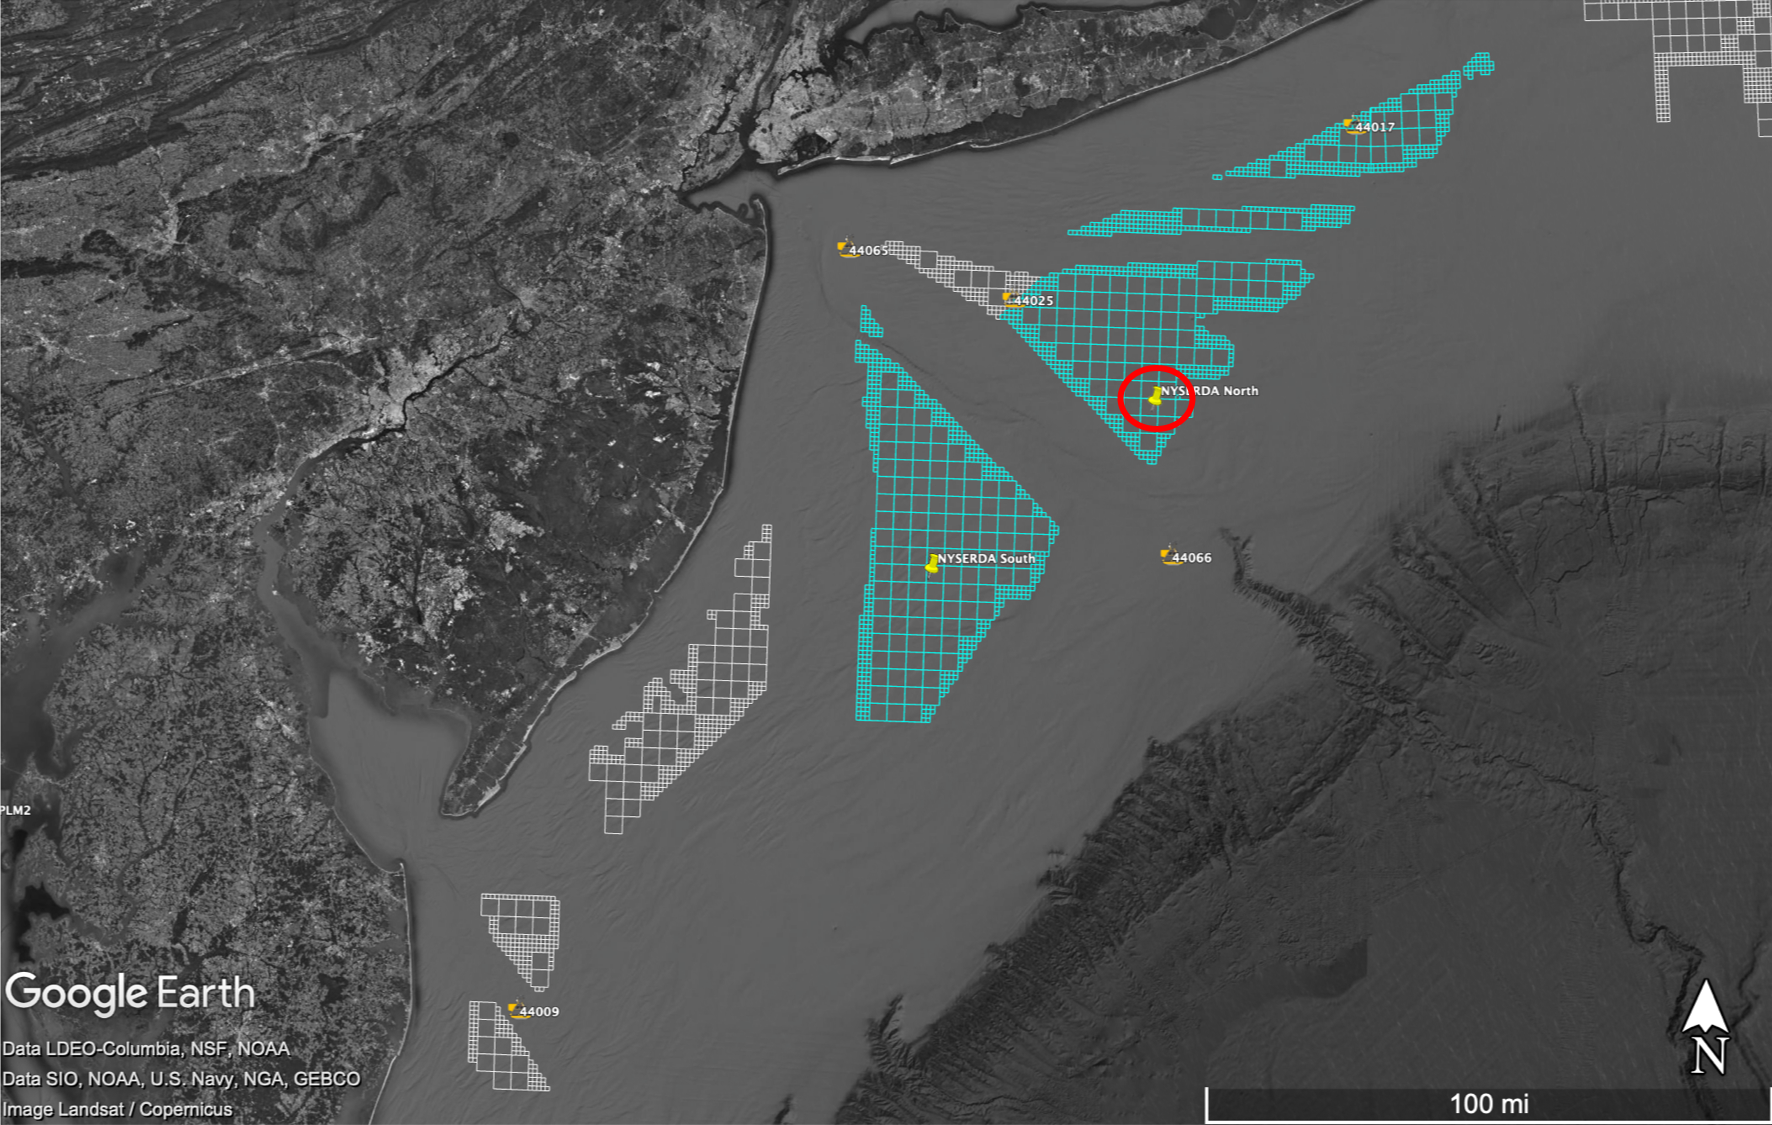 44017
44065
44025
NYSERDA North
NYSERDA South
44066
PLM2
44009
Google Earth
Data LDEO-Columbia, NSF, NOAA
Data SIO, NOAA, U.S. Navy, NGA, GEBCO
Image Landsat / Copernicus
N
100 mi